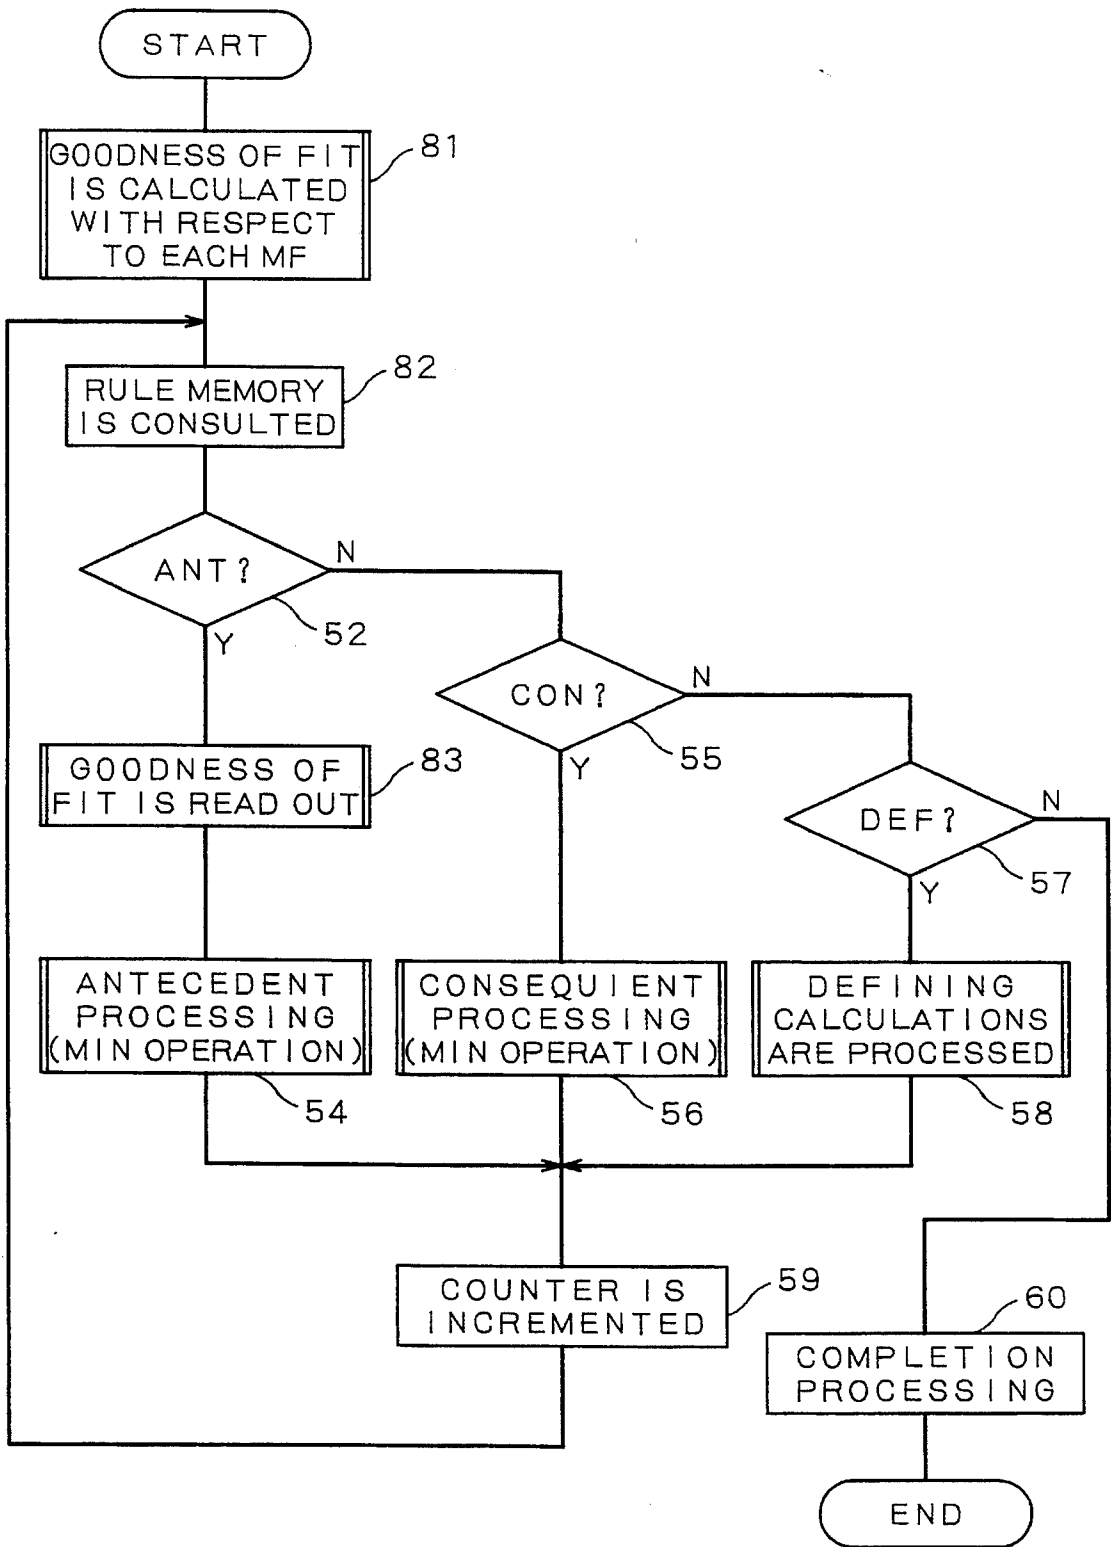 START
GOODNESS OF FIT
IS CALCULATED
WITH RESPECT
TO EACH MF
81
RULE MEMORY
IS CONSULTED
82
ANT?
N
52
Y
CON?
N
55
Y
GOODNESS OF
FIT IS READ OUT
83
DEF?
N
57
Y
ANTECEDENT
PROCESSING
(MIN OPERATION)
54
CONSEQUIENT
PROCESSING
(MIN OPERATION)
56
DEFINING
CALCULATIONS
ARE PROCESSED
58
COUNTER IS
INCREMENTED
59
60
COMPLETION
PROCESSING
END